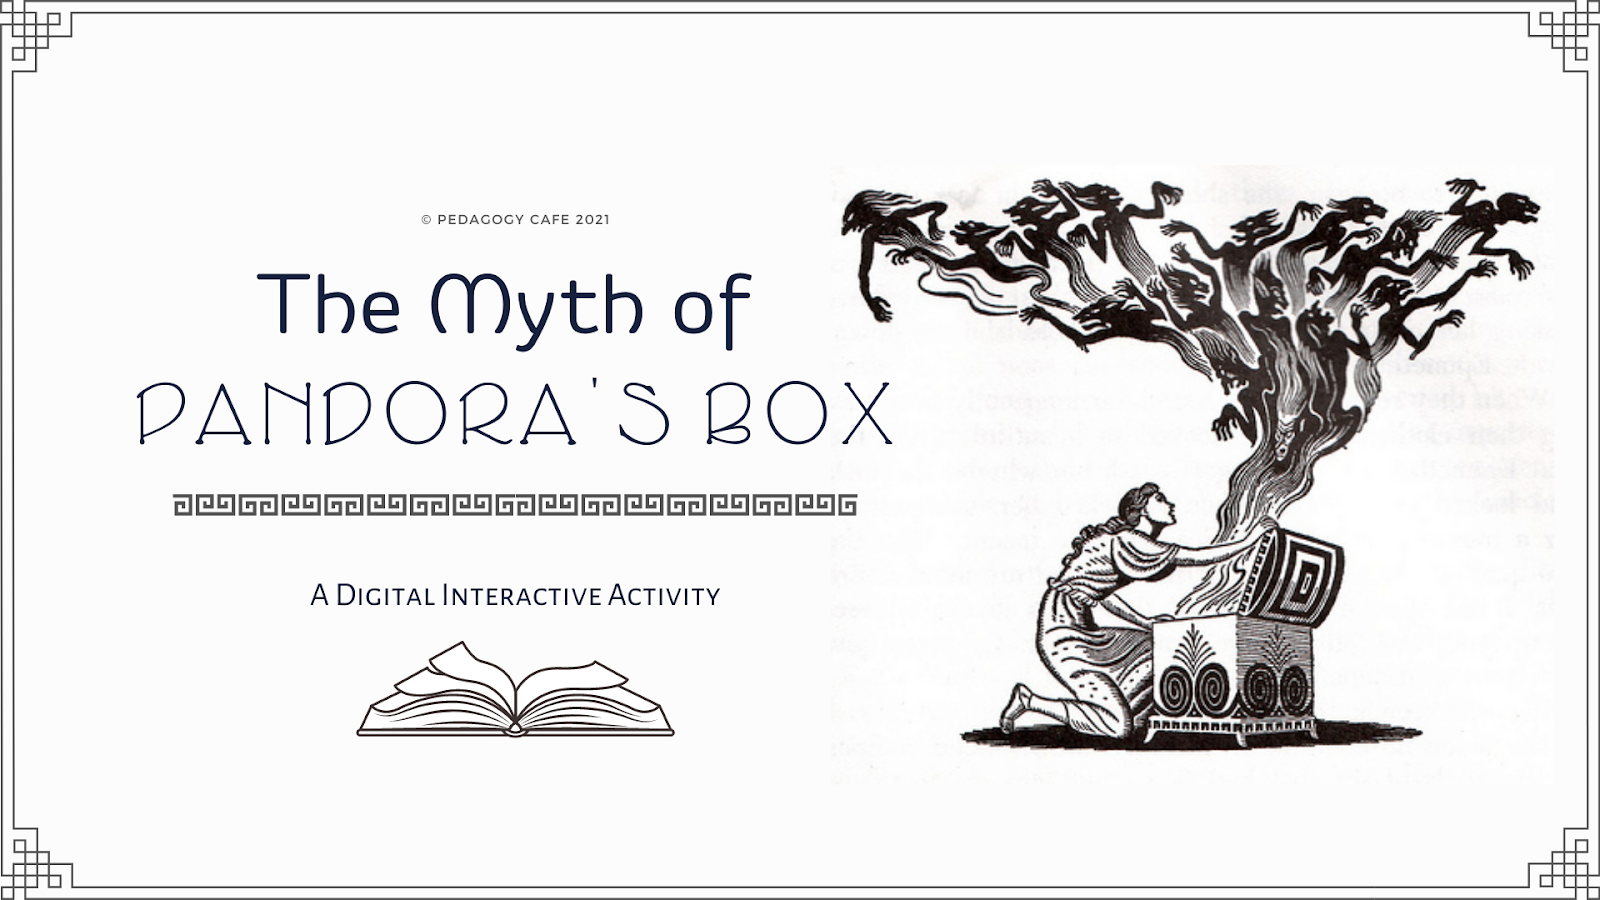 © PEDAGOGY CAFE 2021
The Myth of
PANDORA'S BOX
A DIGITAL INTERACTIVE ACTIVITY